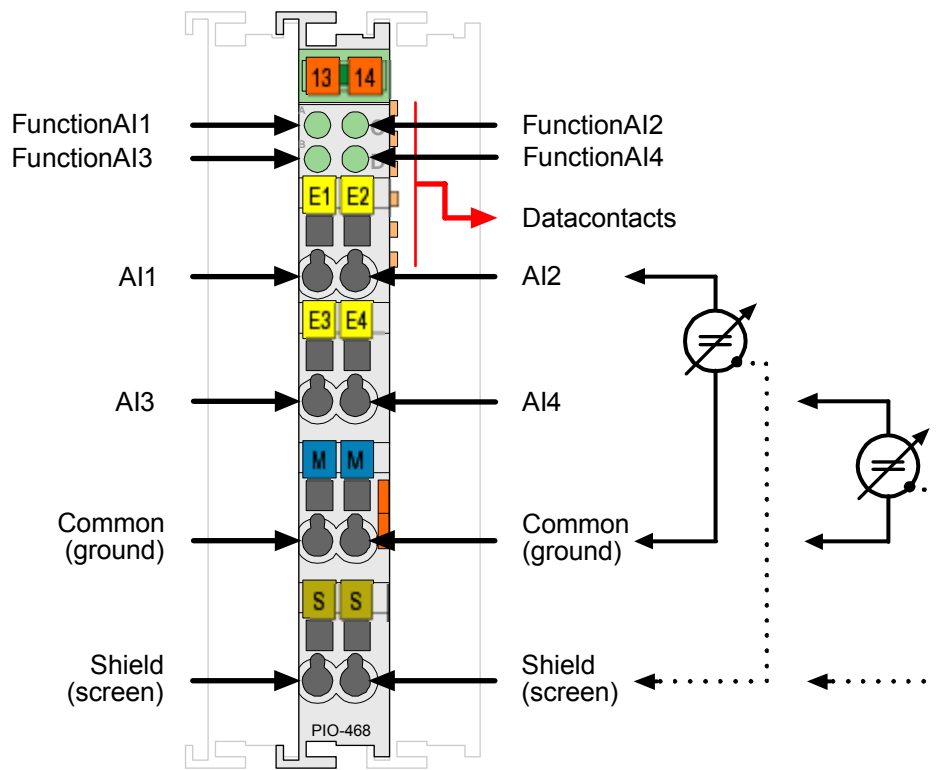 13 14
A
C
FunctionAI1
FunctionAI2
B
D
FunctionAI3
FunctionAI4
E1 E2
Datacontacts
AI1
AI2
E3 E4
AI3
AI4
M M
Common
(ground)
Common
(ground)
S S
Shield
(screen)
Shield
(screen)
PIO-468